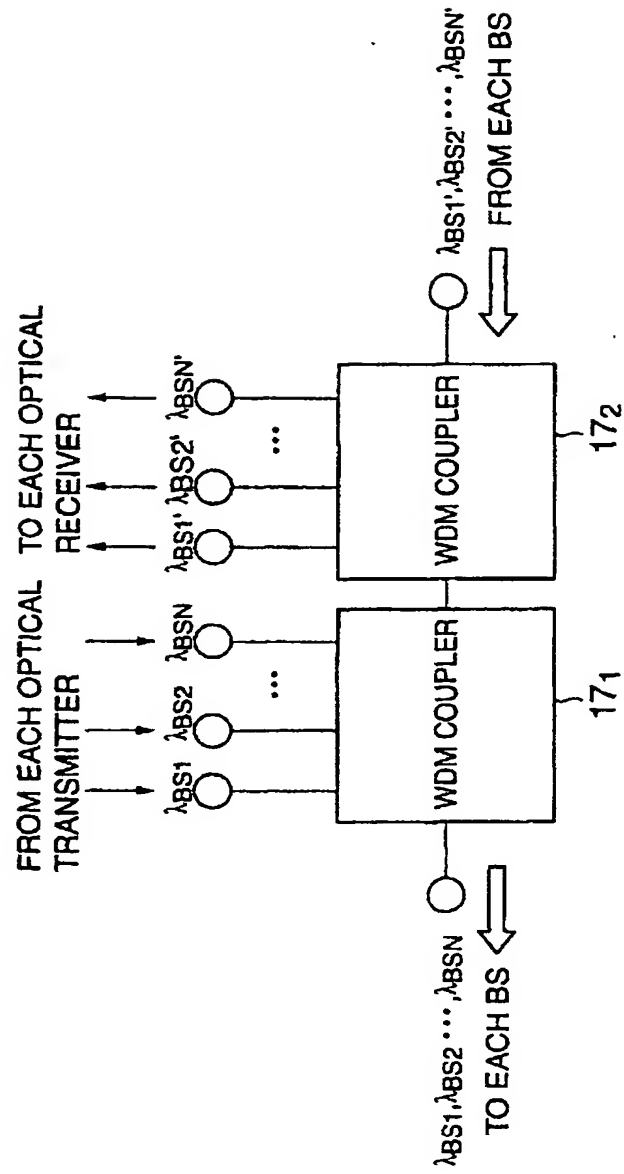 FROM EACH OPTICAL
TRANSMITTER
TO EACH OPTICAL
RECEIVER
λBS1 λBS2 λBSN
...
λBS1' λBS2' λBSN'
...
WDM COUPLER
WDM COUPLER
171
172
λBS1,λBS2 ...,λBSN
TO EACH BS
λBS1',λBS2' ...,λBSN'
FROM EACH BS